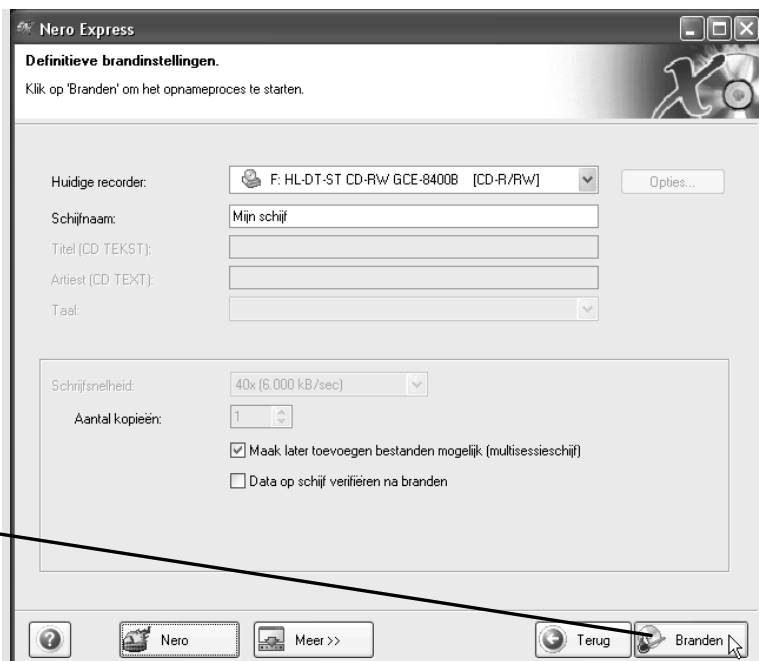 Nero Express
Definitieve brandinstellingen.
Klik op 'Branden' om het opnameproces te starten.
Huidige recorder: F: HL-DT-ST CD-RW GCE-8400B [CD-R/RW] Opties...
Schijfnaam: Mijn schijf
Titel (CD TEKST):
Artiest (CD TEXT):
Taal:
Schrijfsnelheid: 40x (6.000 kB/sec)
Aantal kopieën: 1
Maak later toevoegen bestanden mogelijk (multisessieschijf)
Data op schijf verifiëren na branden
? Nero Meer >> Terug Branden